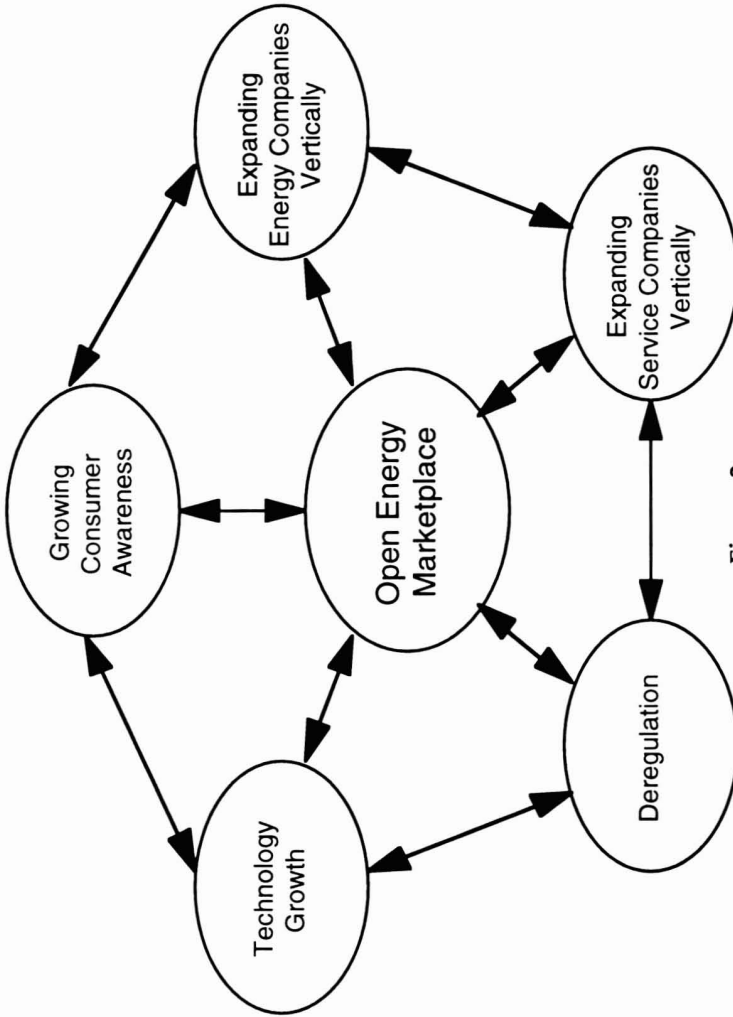 Growing
Consumer
Awareness
Technology
Growth
Expanding
Energy Companies
Vertically
Open Energy
Marketplace
Deregulation
Expanding
Service Companies
Vertically